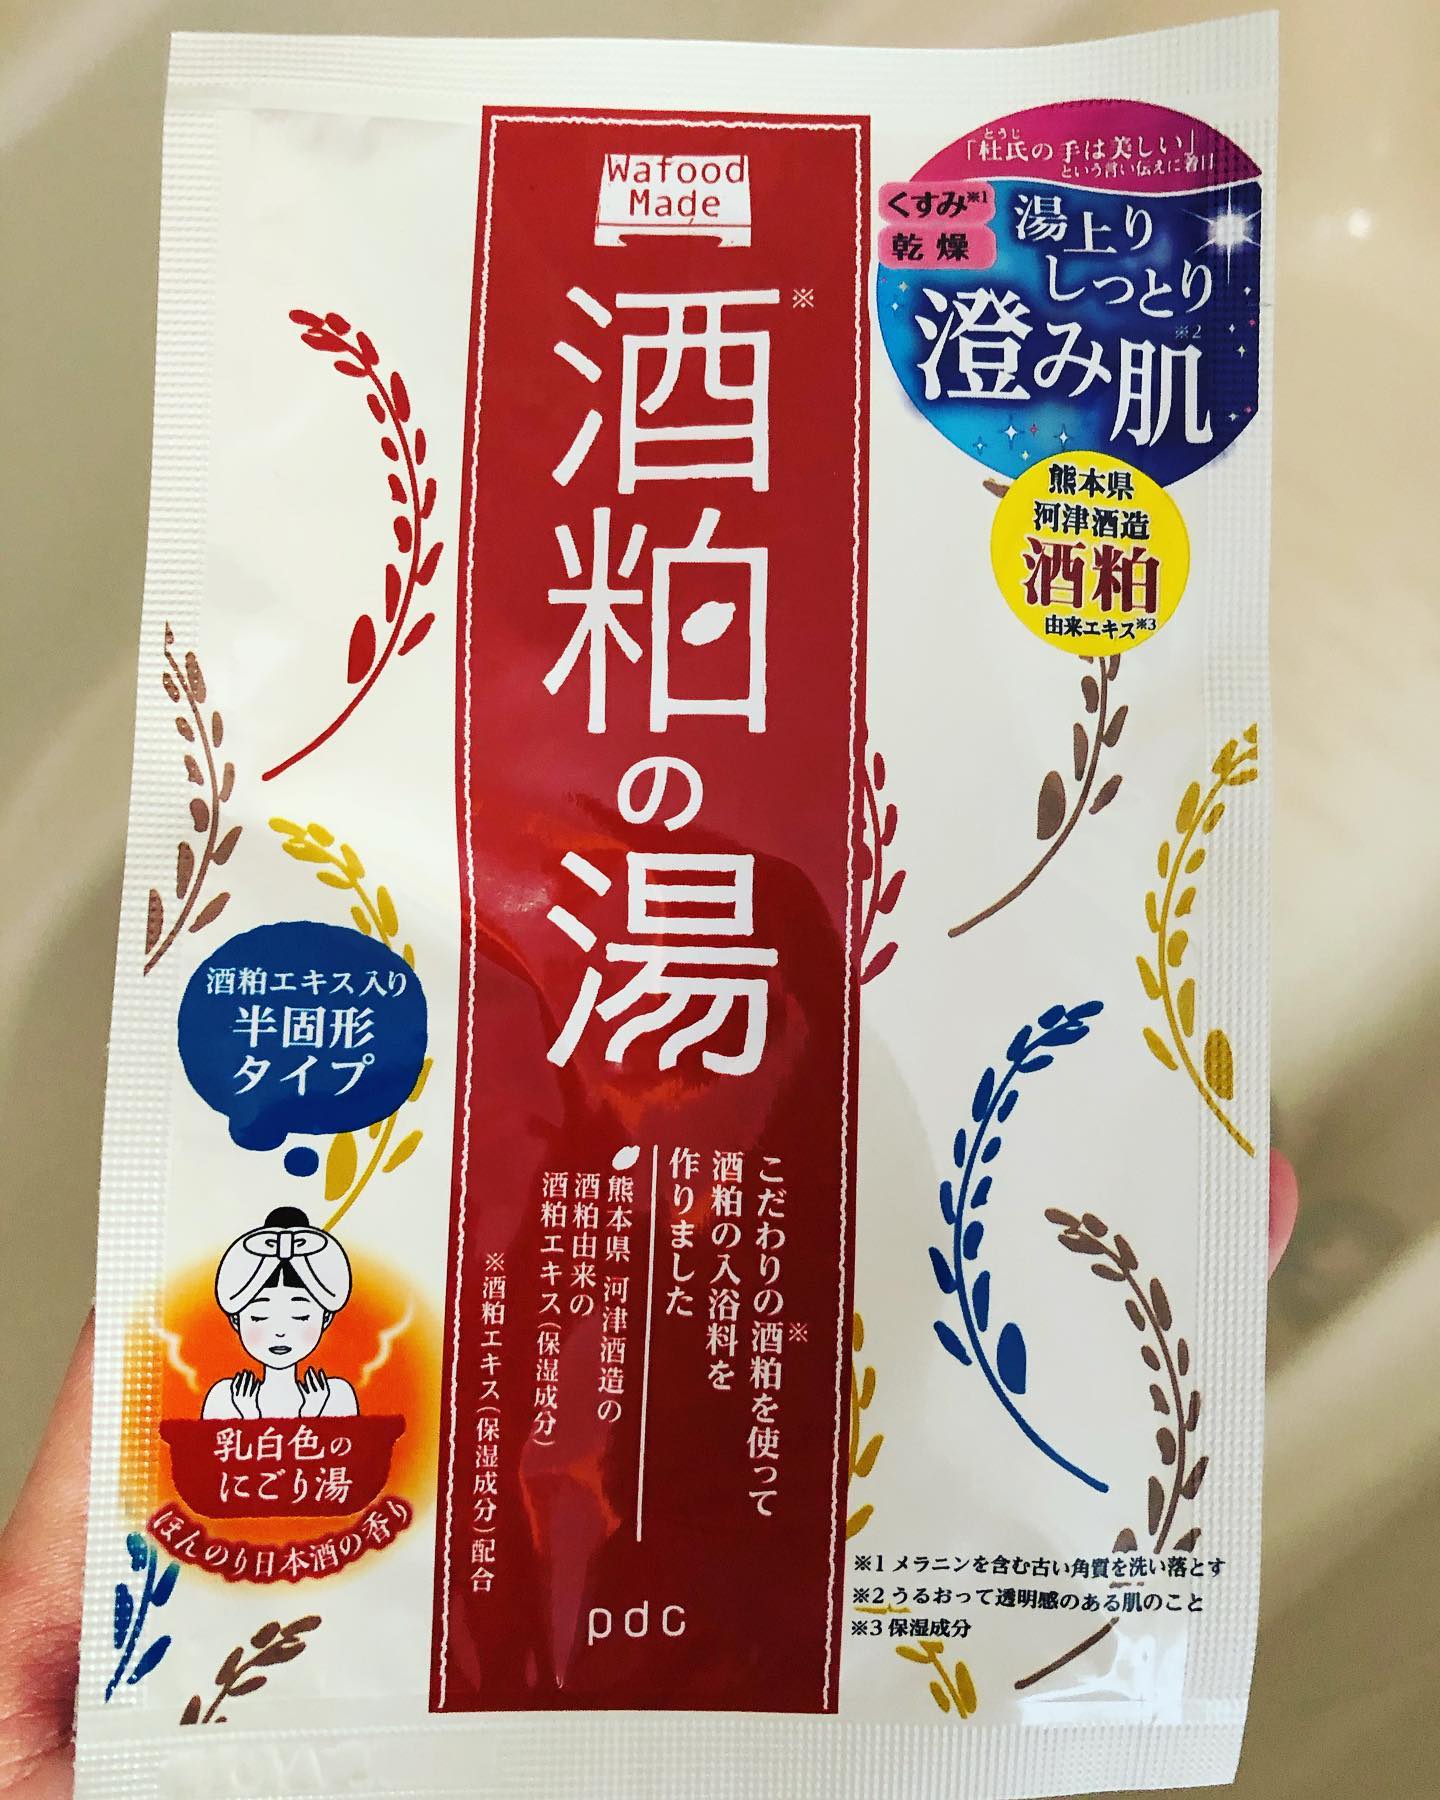 Wafood
Made
酒粕の湯※
「杜氏の手は美しい」
とうじ
という言い伝えに着目
くすみ※1
乾燥
湯上り
しっとり
澄み肌※2
熊本県
河津酒造
酒粕
由来エキス※3
酒粕エキス入り
半固形
タイプ
こだわりの酒粕※を使って
酒粕の入浴料を
作りました
熊本県 河津酒造の
酒粕由来の
酒粕エキス(保湿成分)
※酒粕エキス(保湿成分)配合
乳白色の
にごり湯
ほんのり日本酒の香り
※1 メラニンを含む古い角質を洗い落とす
※2 うるおって透明感のある肌のこと
※3 保湿成分
pdc